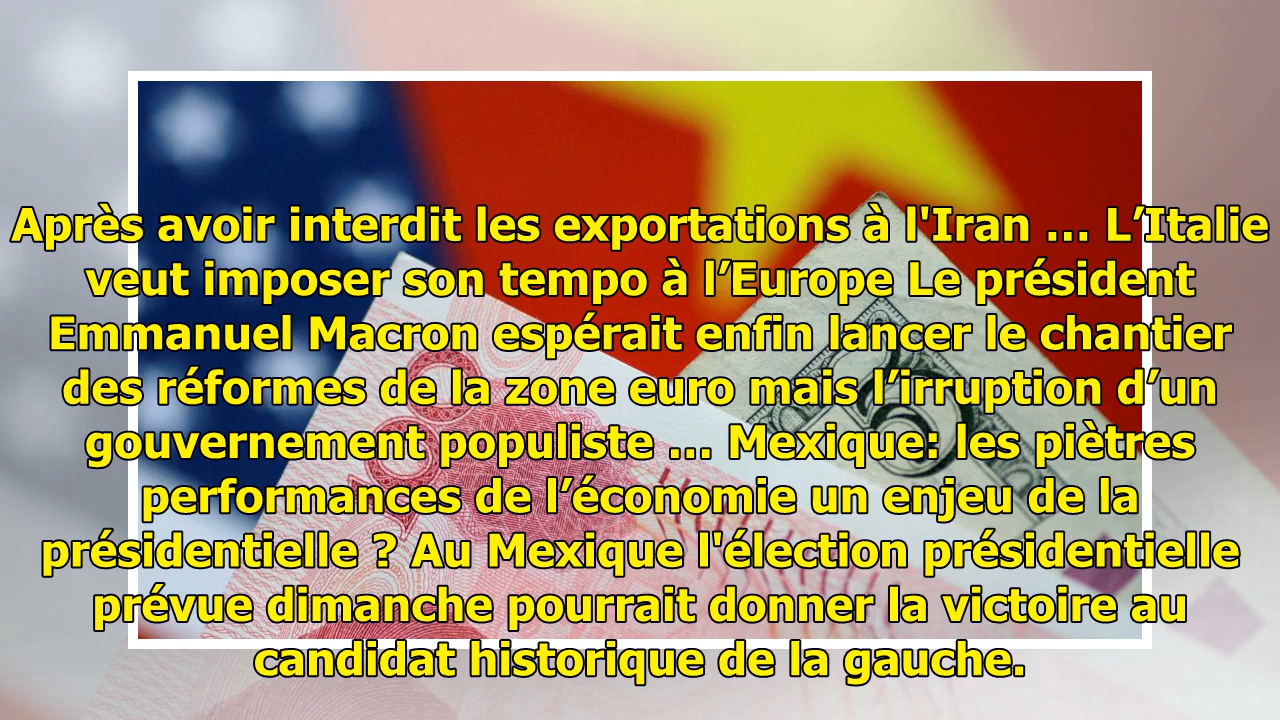 Après avoir interdit les exportations à l'Iran ... L’Italie
veut imposer son tempo à l’Europe Le président
Emmanuel Macron espérait enfin lancer le chantier
des réformes de la zone euro mais l’irruption d’un
gouvernement populiste ... Mexique: les piètres
performances de l’économie un enjeu de la
présidentielle ? Au Mexique l'élection présidentielle
prévue dimanche pourrait donner la victoire au
candidat historique de la gauche.